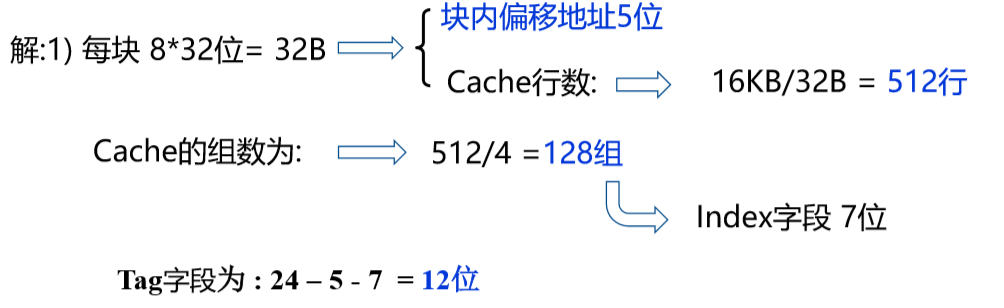 解:1) 每块 8*32位= 32B
块内偏移地址5位
Cache行数: 16KB/32B = 512行
Cache的组数为: 512/4 =128组
Index字段 7位
Tag字段为 : 24 – 5 - 7 = 12位